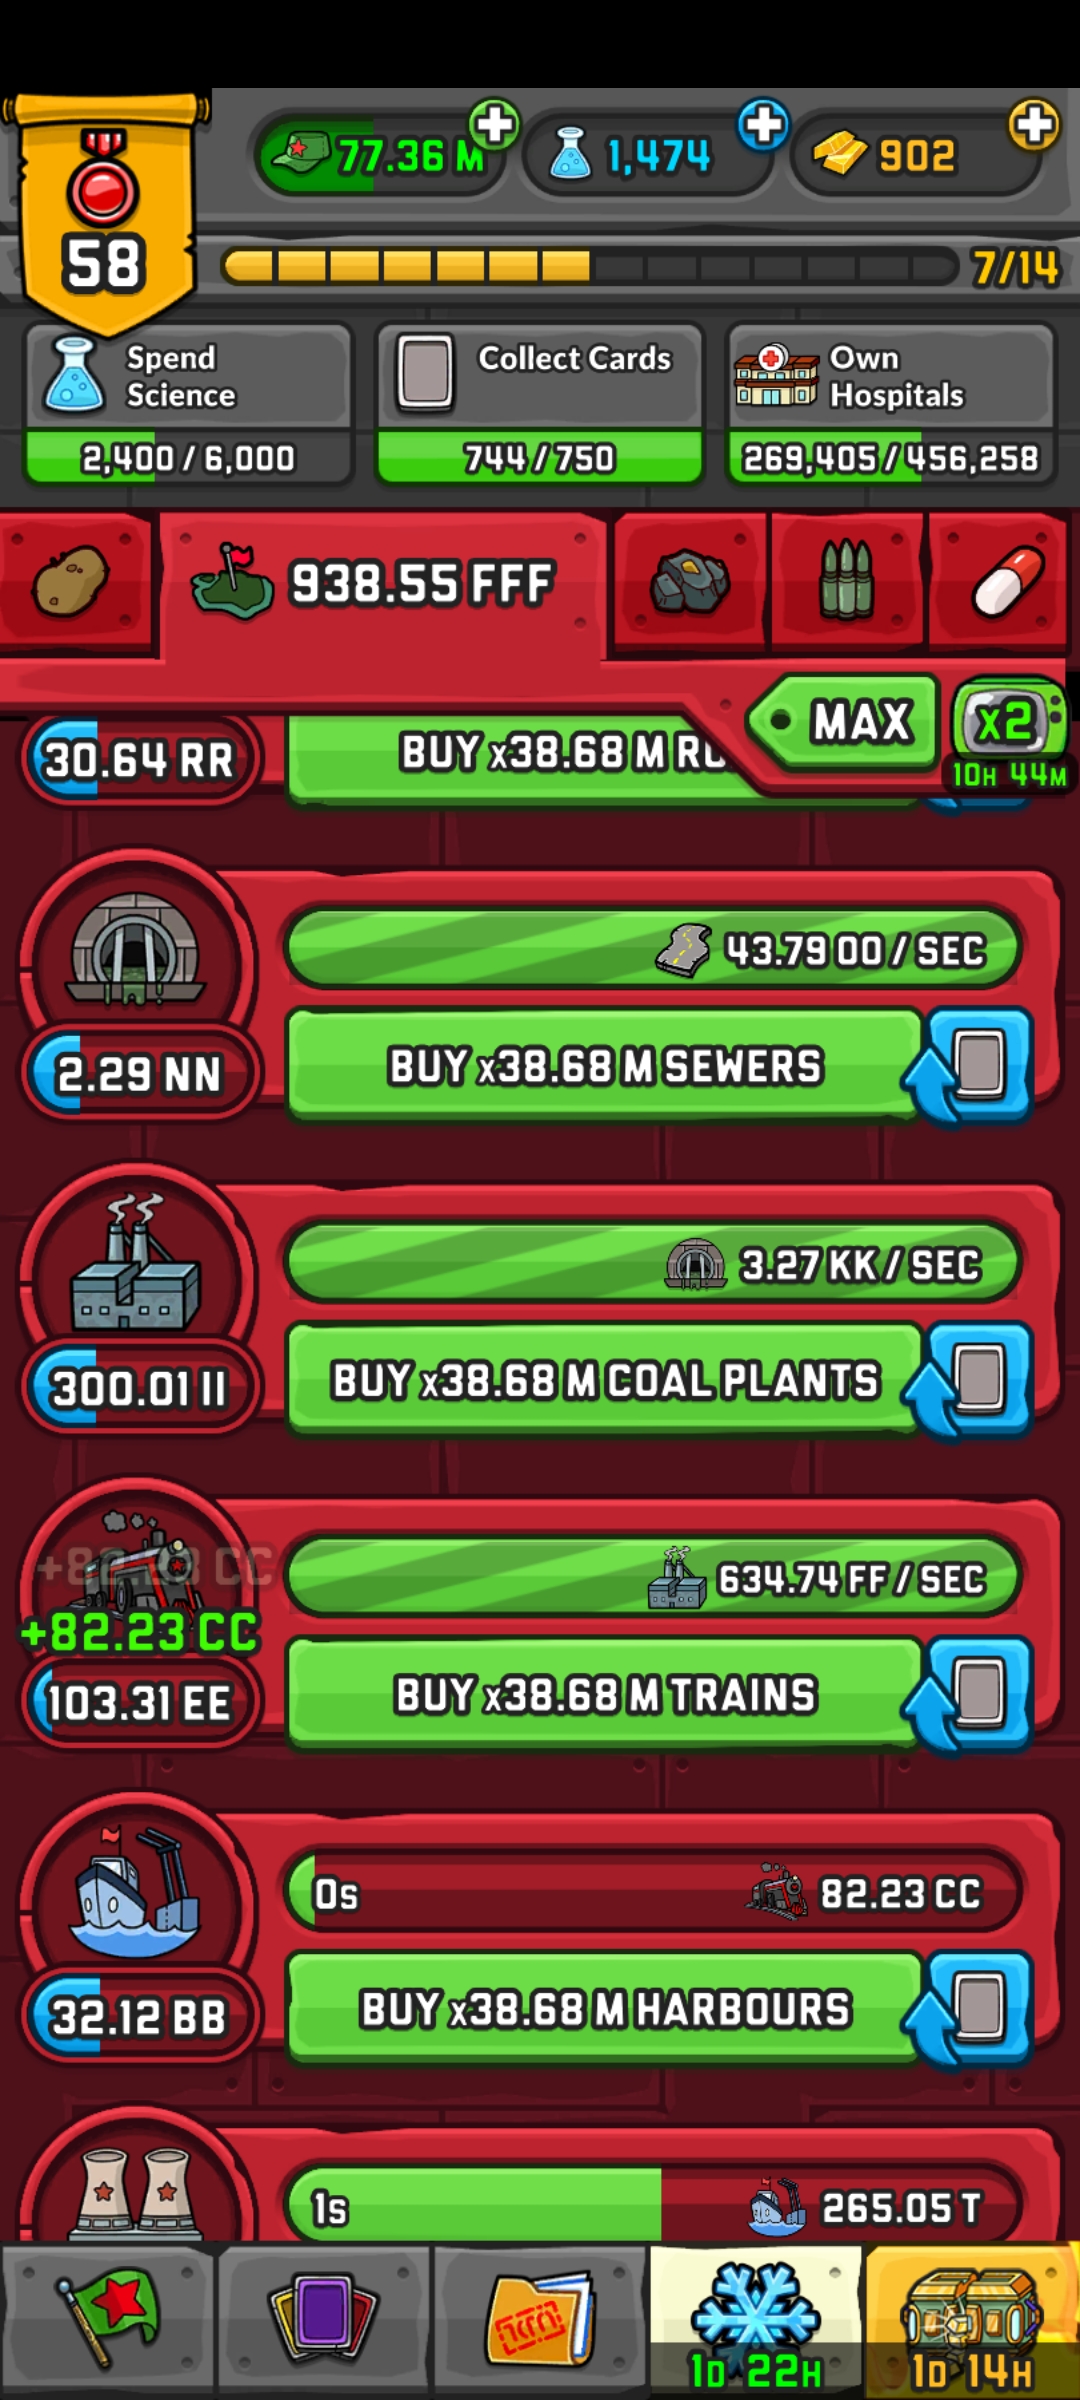 77.36 M
1,474
902
58
7/14
Spend
Science
Collect Cards
Own
Hospitals
2,400 / 6,000
744 / 750
269,405 / 456,258
938.55 FFF
MAX
x2
10H 44M
30.64 RR
BUY x38.68 M
43.79 OO / SEC
2.29 NN
BUY x38.68 M SEWERS
3.27 KK / SEC
300.01 II
BUY x38.68 M COAL PLANTS
+82.23 CC
634.74 FF / SEC
+82.23 CC
103.31 EE
BUY x38.68 M TRAINS
0s
82.23 CC
32.12 BB
BUY x38.68 M HARBOURS
1s
265.05 T
1D 22H
1D 14H